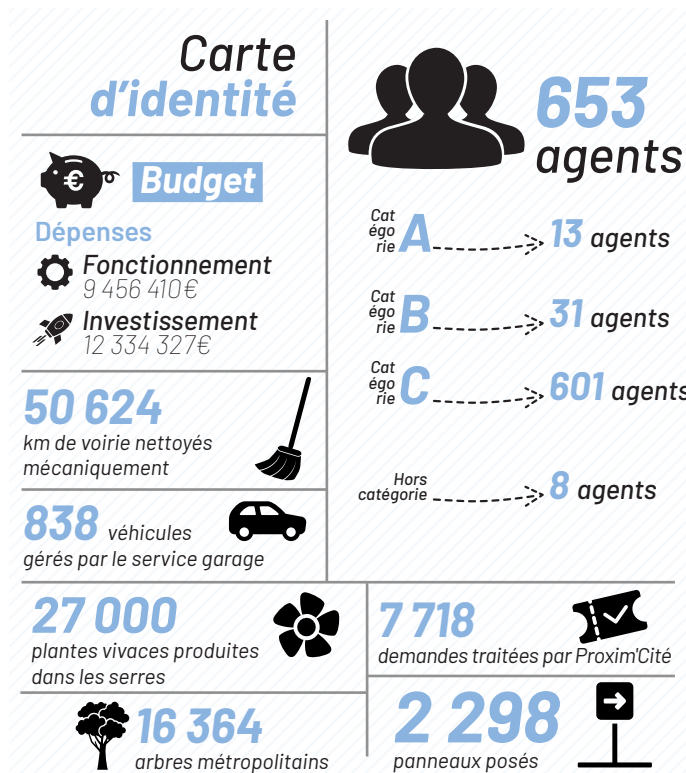 Carte
d'identité
€ Budget
Dépenses
Fonctionnement
9 456 410€
Investissement
12 334 327€
50 624
km de voirie nettoyés
mécaniquement
838 véhicules
gérés par le service garage
653
agents
Cat
égo
rie A 13 agents
Cat
égo
rie B 31 agents
Cat
égo
rie C 601 agents
Hors
catégorie 8 agents
27 000
plantes vivaces produites
dans les serres
16 364
arbres métropolitains
7 718
demandes traitées par Proxim'Cité
2 298
panneaux posés